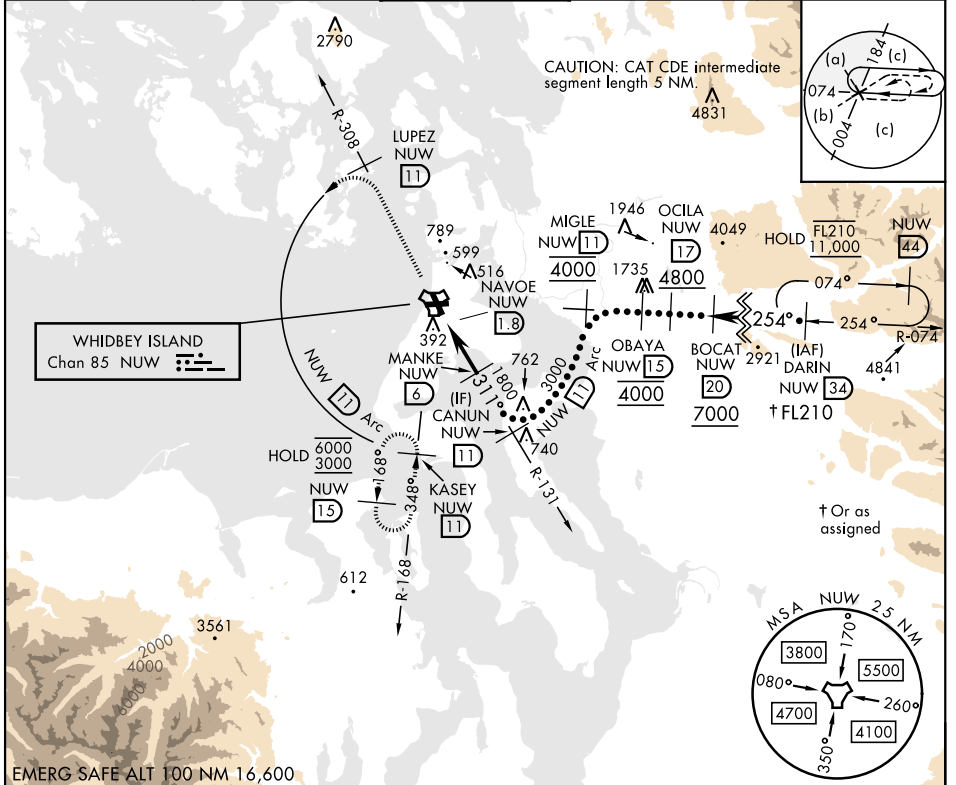 2790
CAUTION: CAT CDE intermediate
segment length 5 NM.
4831
(a)
184
(c)
074
(b)
004
(c)
R-308
LUPEZ
NUW
11
789
599
516
NAVOE
NUW
1.8
392
MIGLE
NUW 11
4000
1946
OCILA
NUW
17
4800
1735
4049
HOLD
FL210
11,000
NUW
44
074°
254°
254°
R-074
WHIDBEY ISLAND
Chan 85 NUW
MANKE
NUW
6
311°
1800
762
3000
NUW 11 Arc
OBAYA
NUW 15
4000
BOCAT
NUW
20
7000
2921
(IAF)
DARIN
NUW 34
† FL210
4841
(IF)
CANUN
NUW
11
740
R-131
NUW 11 Arc
HOLD
6000
3000
168°
348°
NUW
15
KASEY
NUW
11
R-168
† Or as
assigned
612
3561
2000
4000
6000
MSA NUW 25 NM
170°
3800
5500
080°
260°
4700
4100
350°
EMERG SAFE ALT 100 NM 16,600